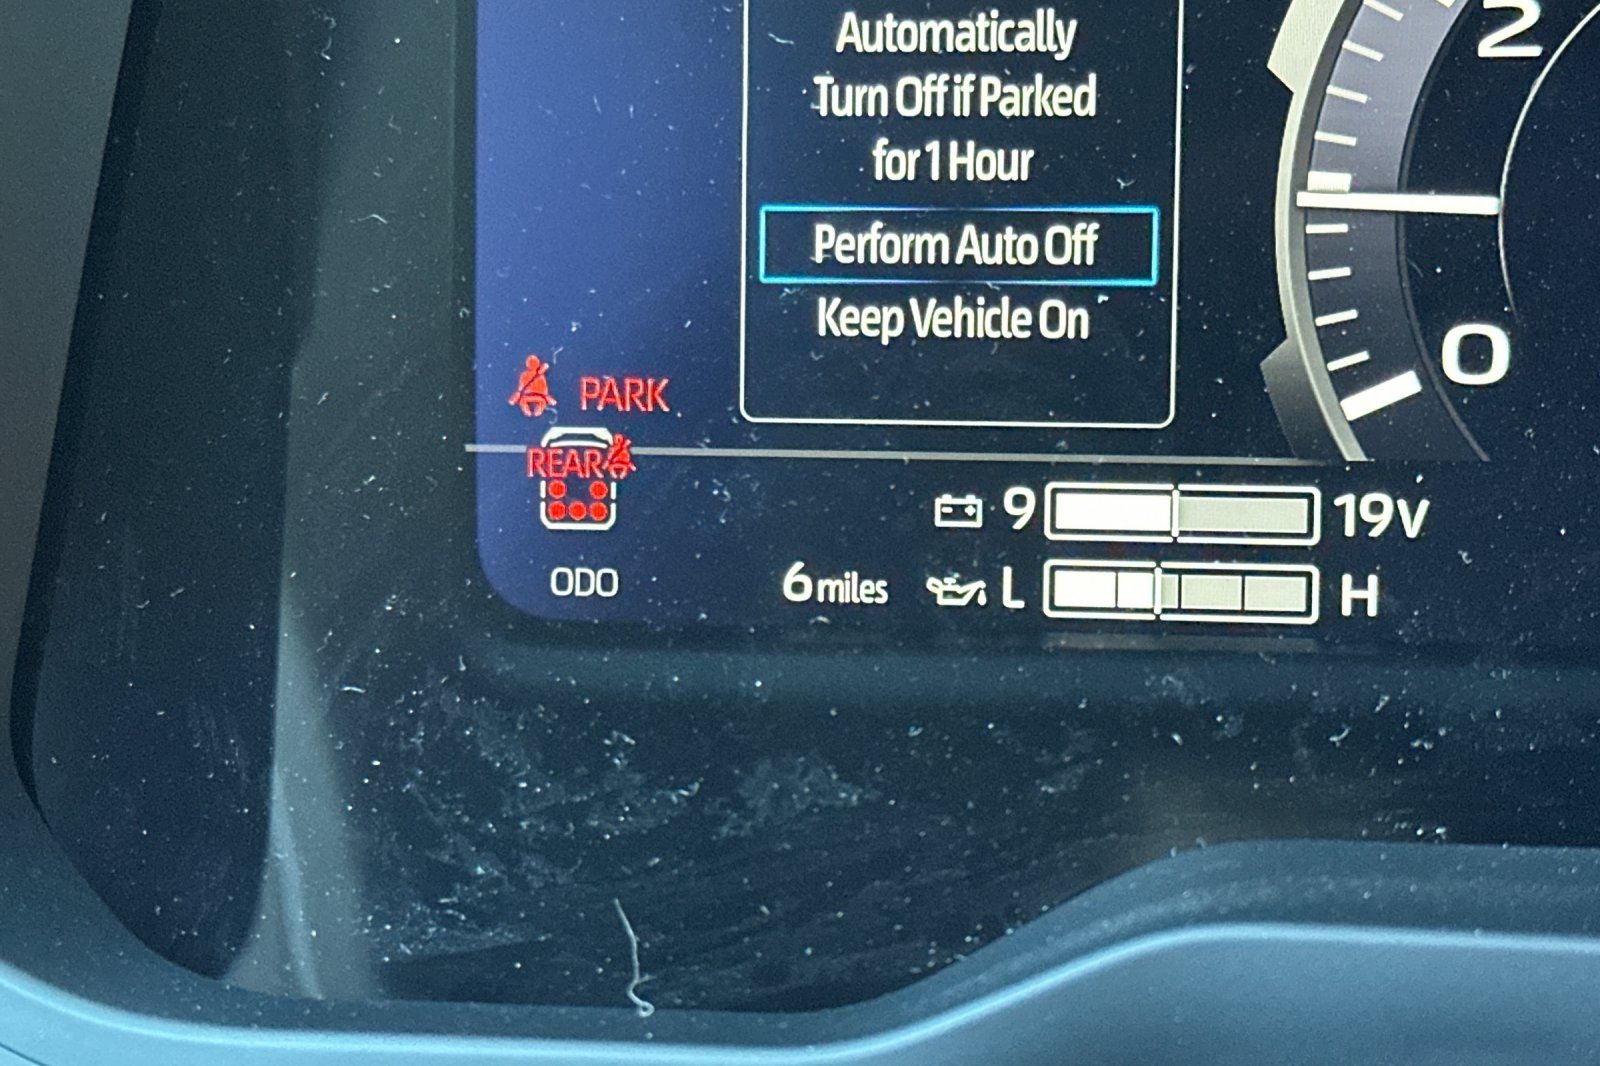 Automatically
Turn Off if Parked
for 1 Hour
Perform Auto Off
Keep Vehicle On
2
0
PARK
REAR
9 19V
ODO 6 miles L H